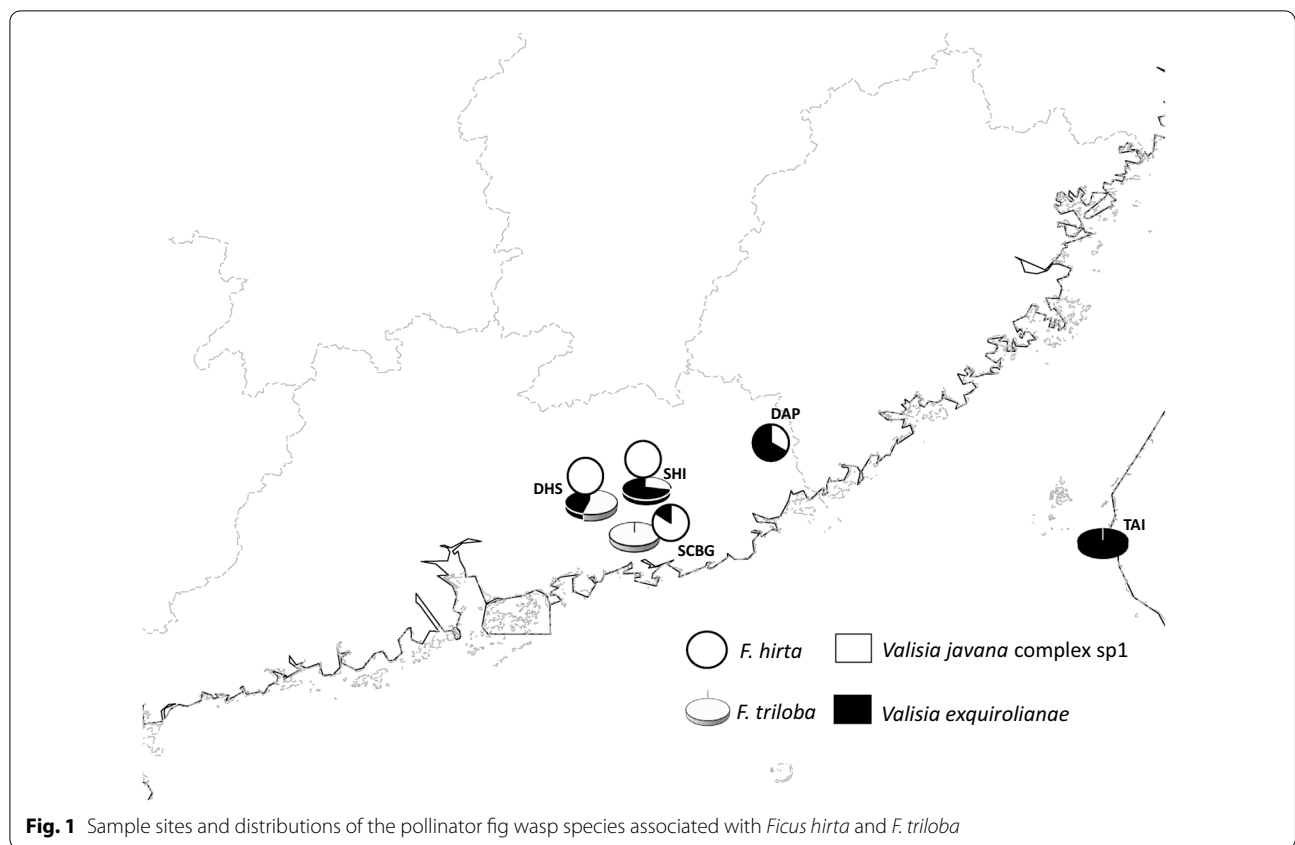 DAP
SHI
DHS
SCBG
TAI
F. hirta
Valisia javana complex sp1
F. triloba
Valisia exquirolianae
Fig. 1 Sample sites and distributions of the pollinator fig wasp species associated with Ficus hirta and F. triloba